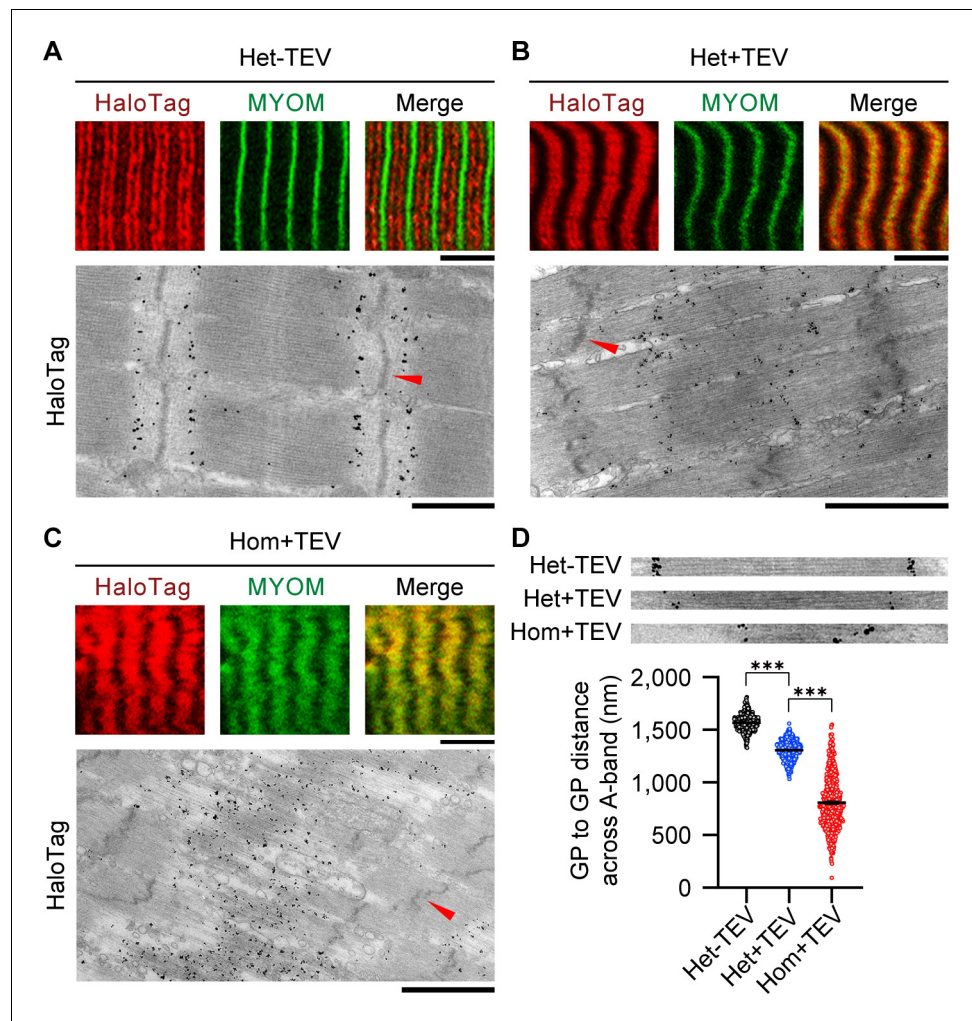 A
Het-TEV
HaloTag MYOM Merge
HaloTag
B
Het+TEV
HaloTag MYOM Merge
C
Hom+TEV
HaloTag MYOM Merge
HaloTag
D
Het-TEV
Het+TEV
Hom+TEV
GP to GP distance
across A-band (nm)
2,000
1,500
1,000
500
0
*** ***
Het-TEV
Het+TEV
Hom+TEV